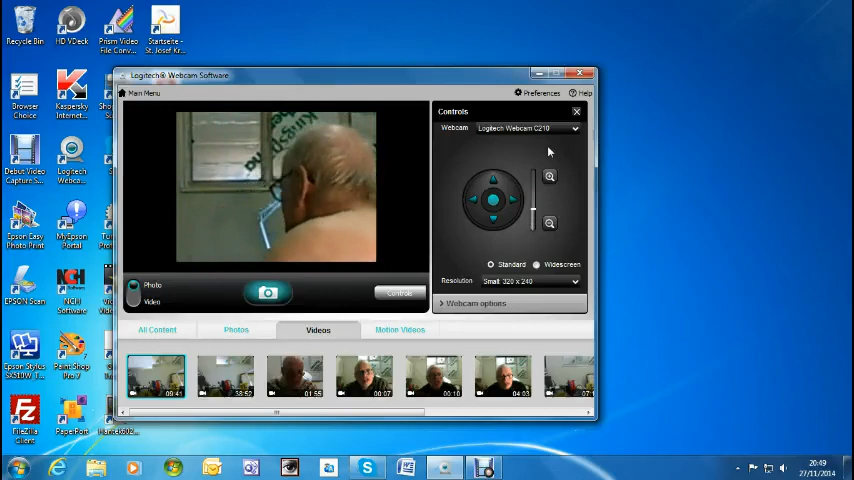 Recycle Bin
HD VDeck
Prism Video
File Conv...
Startseite -
St. Josef Kr...
Browser
Choice
Kaspersky
Internet...
Debut Video
Capture S...
Logitech
Webca...
Epson Easy
Photo Print
MyEpson
Portal
EPSON Scan
NCH
Software
Epson Stylus
SX510W_T...
Paint Shop
Pro 7
FileZilla
Client
PaperPort
Logitech® Webcam Software
Main Menu
Preferences
Help
Controls
Webcam
Logitech Webcam C210
Standard
Widescreen
Resolution
Small: 320 x 240
Webcam options
Photo
Video
Controls
All Content
Photos
Videos
Motion Videos
09:41
38:52
01:55
00:07
00:10
04:03
20:49
27/11/2014